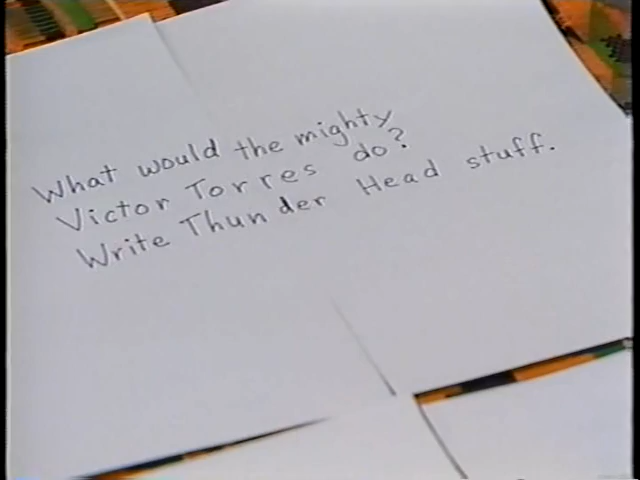 What would the mighty
Victor Torres do?
Write Thunder Head stuff.